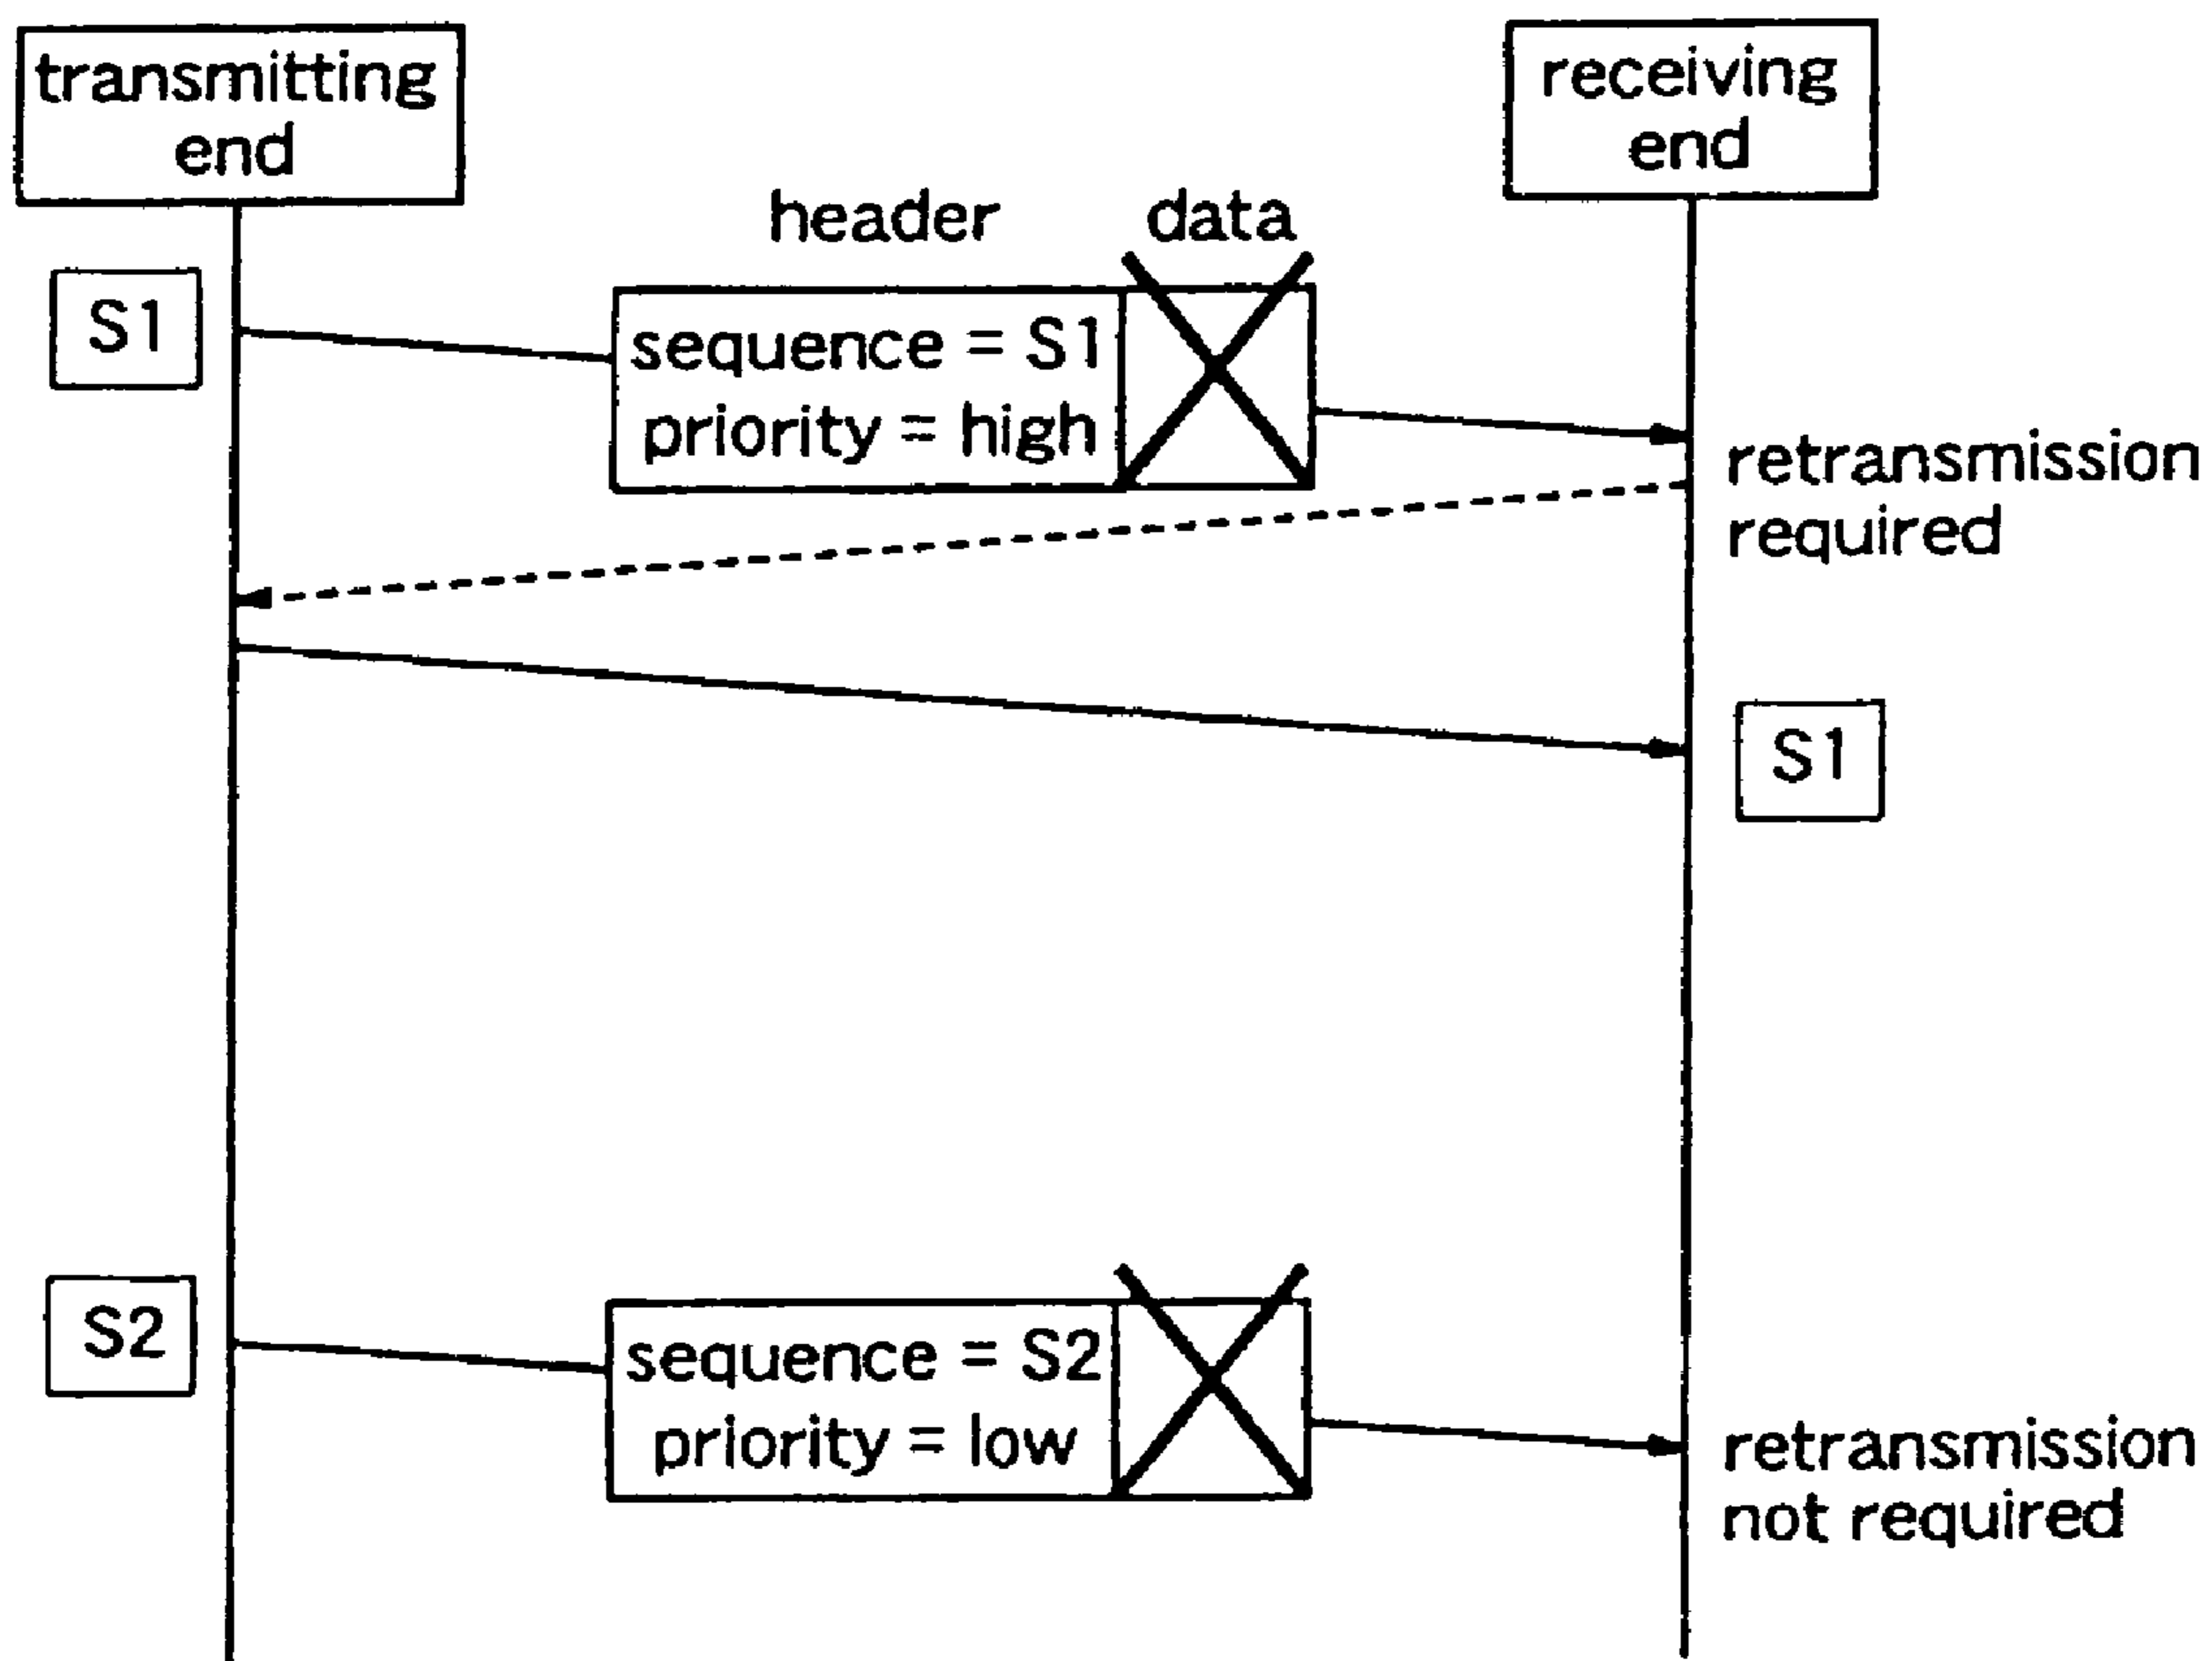 transmitting
end
receiving
end
header
data
S1
sequence = S1
priority = high
retransmission
required
S1
S2
sequence = S2
priority = low
retransmission
not required